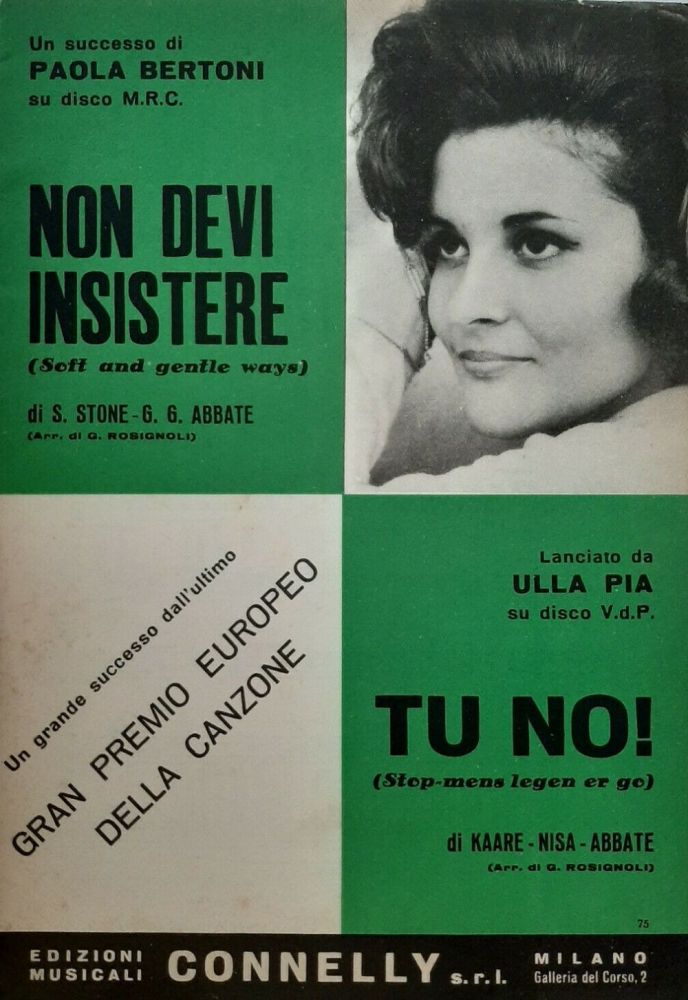 Un successo di
PAOLA BERTONI
su disco M.R.C.
NON DEVI
INSISTERE
(Soft and gentle ways)
di S. STONE - G. G. ABBATE
(Arr. di G. ROSIGNOLI)
Un grande successo dall'ultimo
GRAN PREMIO EUROPEO
DELLA CANZONE
Lanciato da
ULLA PIA
su disco V.d.P.
TU NO!
(Stop-mens legen er go)
di KAARE - NISA - ABBATE
(Arr. di G. ROSIGNOLI)
75
EDIZIONI
MUSICALI
CONNELLY s.r.l.
MILANO
Galleria del Corso, 2